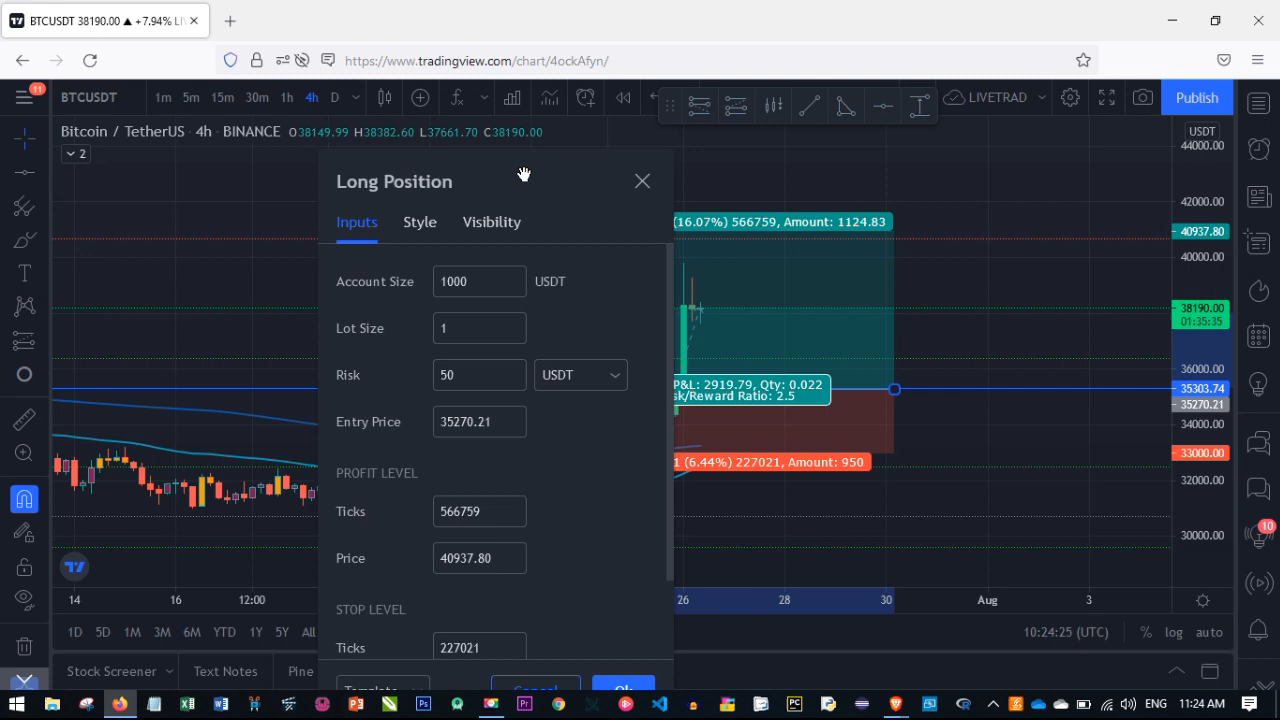 BTCUSDT 38190.00 ▲ +7.94% LI
https://www.tradingview.com/chart/4ockAfyn/
11
BTCUSDT 1m 5m 15m 30m 1h 4h D LIVETRAD Publish
Bitcoin / TetherUS · 4h · BINANCE O38149.99 H38382.60 L37661.70 C38190.00
2
USDT
44000.00
42000.00
40937.80
40000.00
38190.00
01:35:35
36000.00
35303.74
35270.21
34000.00
33000.00
32000.00
30000.00
Long Position
Inputs Style Visibility
Account Size 1000 USDT
Lot Size 1
Risk 50 USDT
Entry Price 35270.21
PROFIT LEVEL
Ticks 566759
Price 40937.80
STOP LEVEL
Ticks 227021
Template Cancel Ok
(16.07%) 566759, Amount: 1124.83
P&L: 2919.79, Qty: 0.022
sk/Reward Ratio: 2.5
1 (6.44%) 227021, Amount: 950
10
14 16 12:00 26 28 30 Aug 3
1D 5D 1M 3M 6M YTD 1Y 5Y All 10:24:25 (UTC) % log auto
Stock Screener Text Notes Pine
ENG 11:24 AM